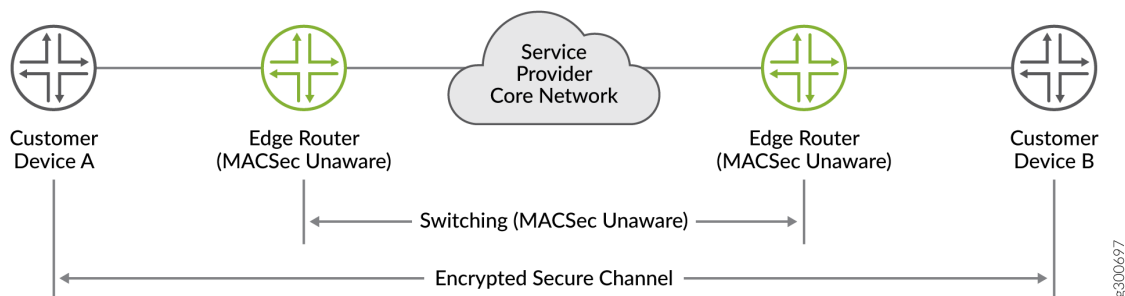 Service
Provider
Core Network
Customer
Device A
Edge Router
(MACSec Unaware)
Edge Router
(MACSec Unaware)
Customer
Device B
Switching (MACSec Unaware)
Encrypted Secure Channel
g300697